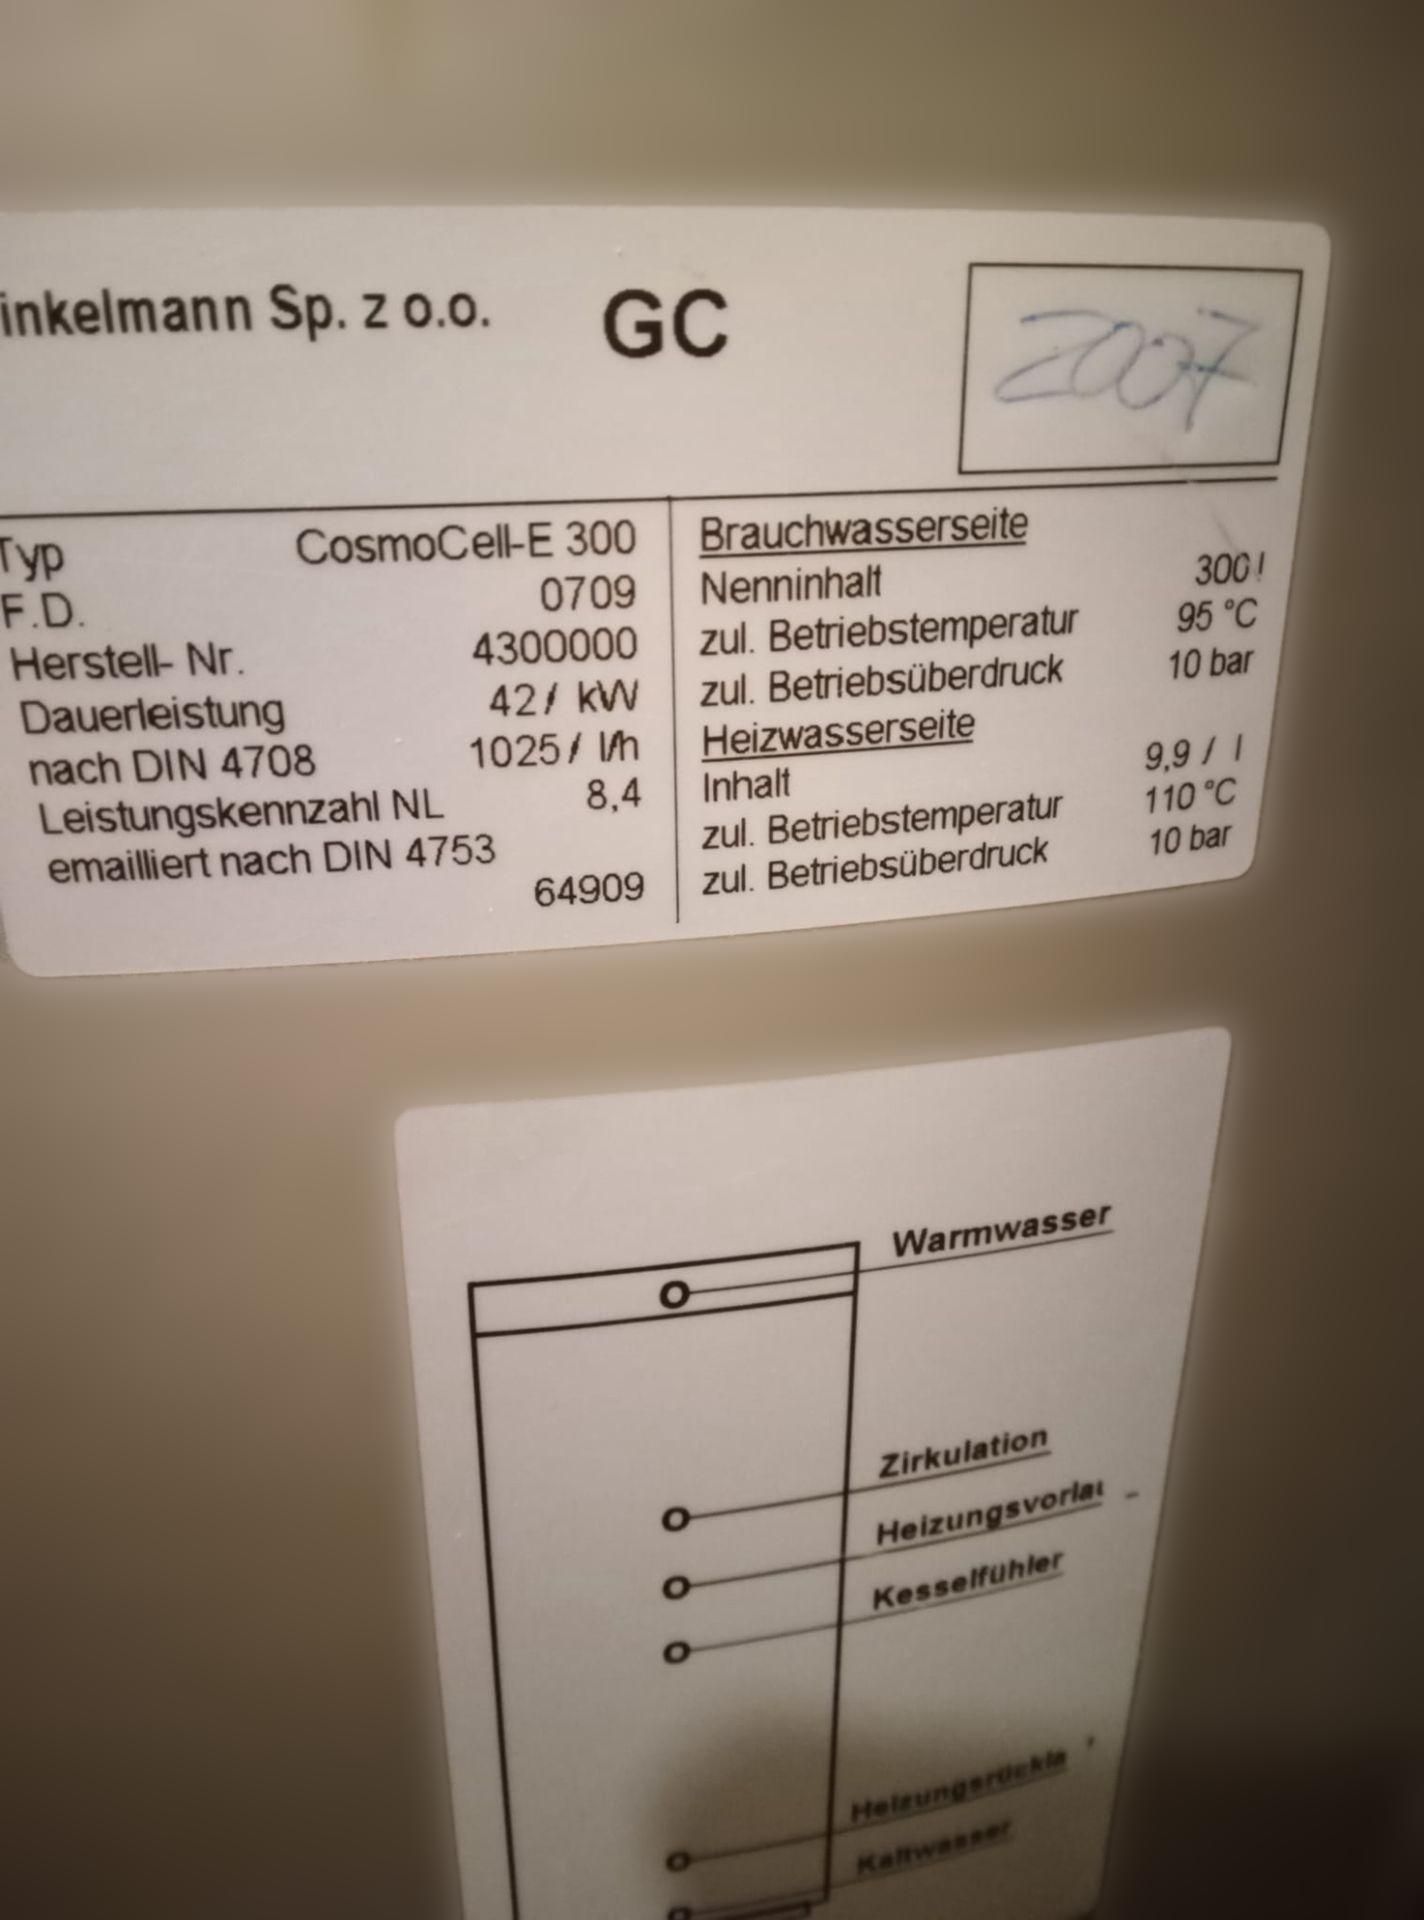 inkelmann Sp. z o.o. GC
2007
Typ CosmoCell-E 300
F.D. 0709
Herstell- Nr. 4300000
Dauerleistung 42/ kW
nach DIN 4708 1025/ l/h
Leistungskennzahl NL 8,4
emailliert nach DIN 4753
64909
Brauchwasserseite
Nenninhalt 300 l
zul. Betriebstemperatur 95 °C
zul. Betriebsüberdruck 10 bar
Heizwasserseite
Inhalt 9,9 / l
zul. Betriebstemperatur 110 °C
zul. Betriebsüberdruck 10 bar
Warmwasser
Zirkulation
Heizungsvorlau
Kesselfühler
Heizungsrückla
Kaltwasser